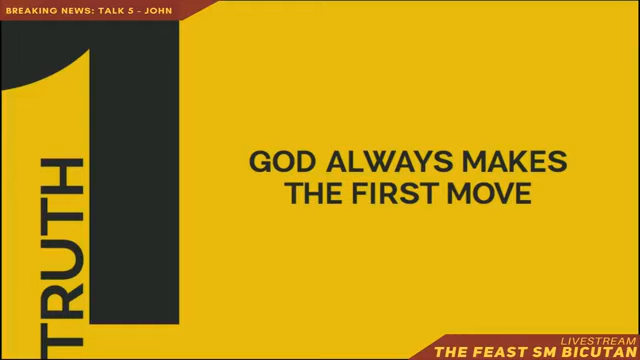 BREAKING NEWS: TALK 5 - JOHN
TRUTH
1
GOD ALWAYS MAKES
THE FIRST MOVE
LIVESTREAM
THE FEAST SM BICUTAN